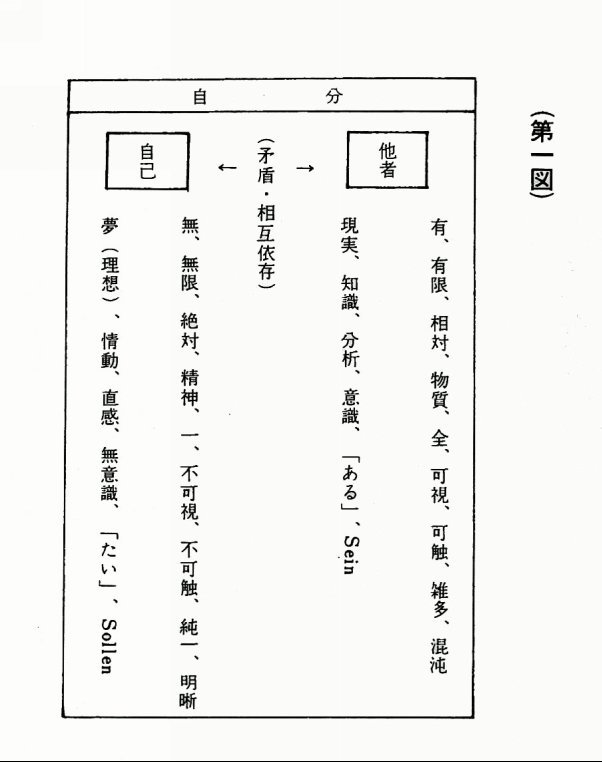 (第一図)
自分
他者
有、有限、相対、物質、全、可視、可触、雑多、混沌
現実、知識、分析、意識、「ある」、Sein
→
(矛盾・相互依存)
←
自己
無、無限、絶対、精神、一、不可視、不可触、純一、明晰
夢(理想)、情動、直感、無意識、「たい」、Sollen